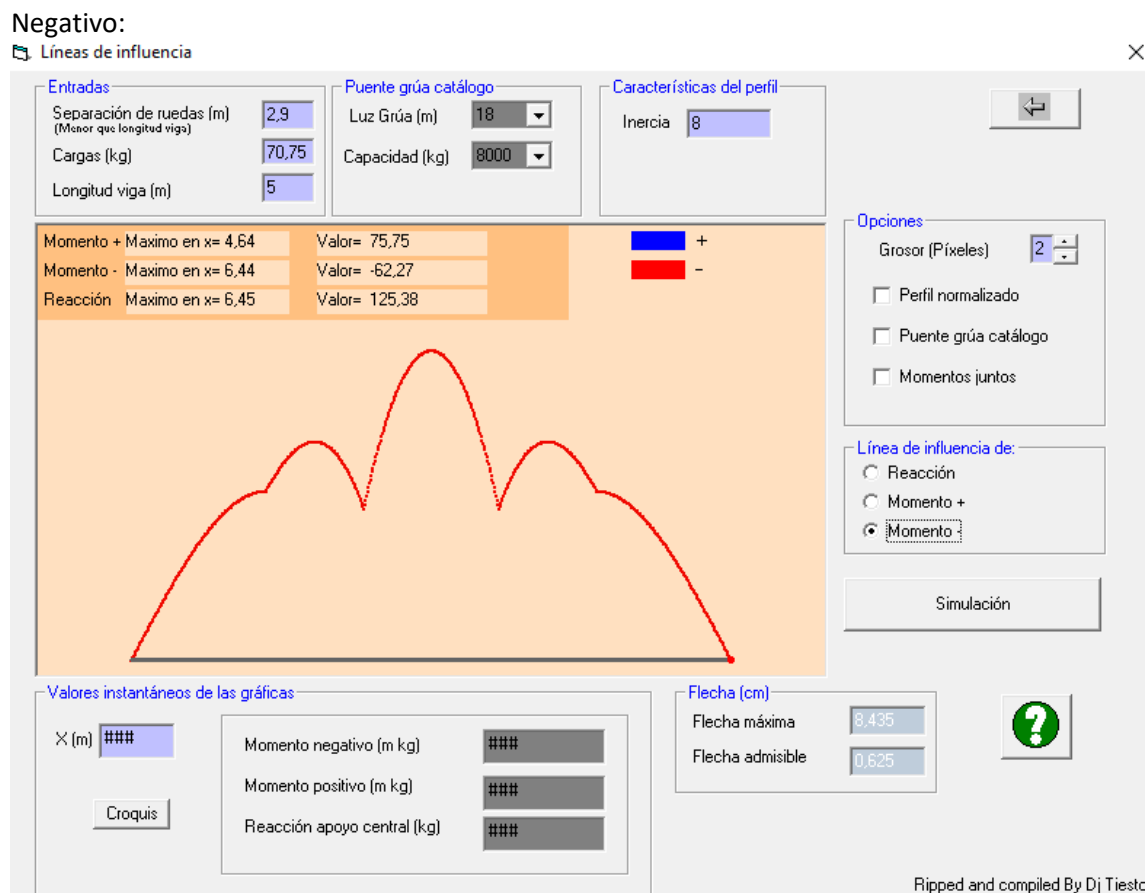 Negativo:
Líneas de influencia
Entradas
Separación de ruedas (m) 2,9
(Menor que longitud viga)
Cargas (kg) 70,75
Longitud viga (m) 5
Puente grúa catálogo
Luz Grúa (m) 18
Capacidad (kg) 8000
Características del perfil
Inercia 8
Momento + Maximo en x= 4,64 Valor= 75,75
Momento - Maximo en x= 6,44 Valor= -62,27
Reacción Maximo en x= 6,45 Valor= 125,38
+
-
Opciones
Grosor (Píxeles) 2
Perfil normalizado
Puente grúa catálogo
Momentos juntos
Línea de influencia de:
Reacción
Momento +
Momento -
Simulación
Valores instantáneos de las gráficas
X (m) ###
Croquis
Momento negativo (m kg) ###
Momento positivo (m kg) ###
Reacción apoyo central (kg) ###
Flecha (cm)
Flecha máxima 8,435
Flecha admisible 0,625
?
Ripped and compiled By Dj Tiesto